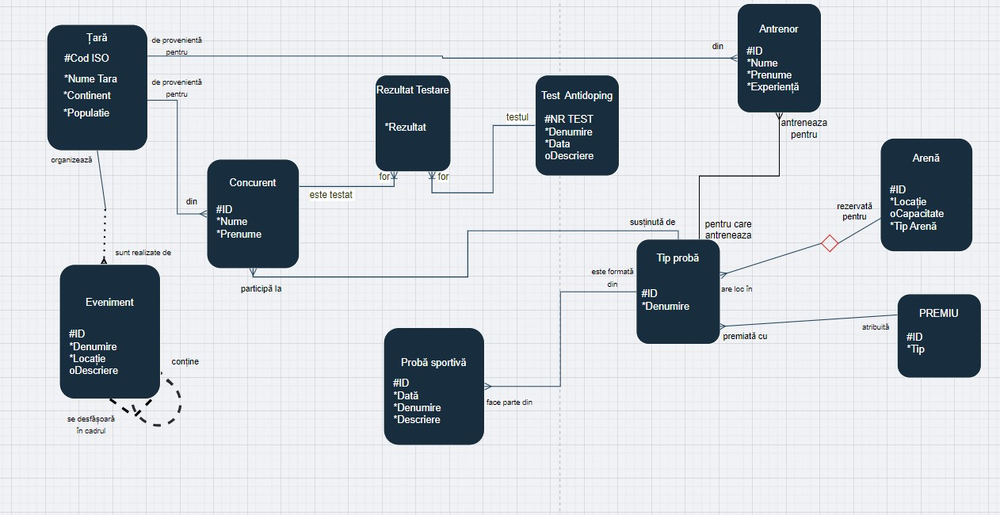 Țară
#Cod ISO
*Nume Tara
*Continent
*Populatie
de proveniență
pentru
de proveniență
pentru
din
Antrenor
#ID
*Nume
*Prenume
*Experiență
Rezultat Testare
*Rezultat
for
for
testul
Test Antidoping
#NR TEST
*Denumire
*Data
oDescriere
antreneaza
pentru
organizează
din
Concurent
#ID
*Nume
*Prenume
este testat
Arenă
#ID
*Locație
oCapacitate
*Tip Arenă
rezervată
pentru
susținută de
pentru care
antreneaza
sunt realizate de
participă la
Tip probă
#ID
*Denumire
este formată
din
are loc în
premiată cu
atribuită
PREMIU
#ID
*Tip
Eveniment
#ID
*Denumire
*Locație
oDescriere
conține
se desfășoară
în cadrul
Probă sportivă
#ID
*Dată
*Denumire
*Descriere
face parte din